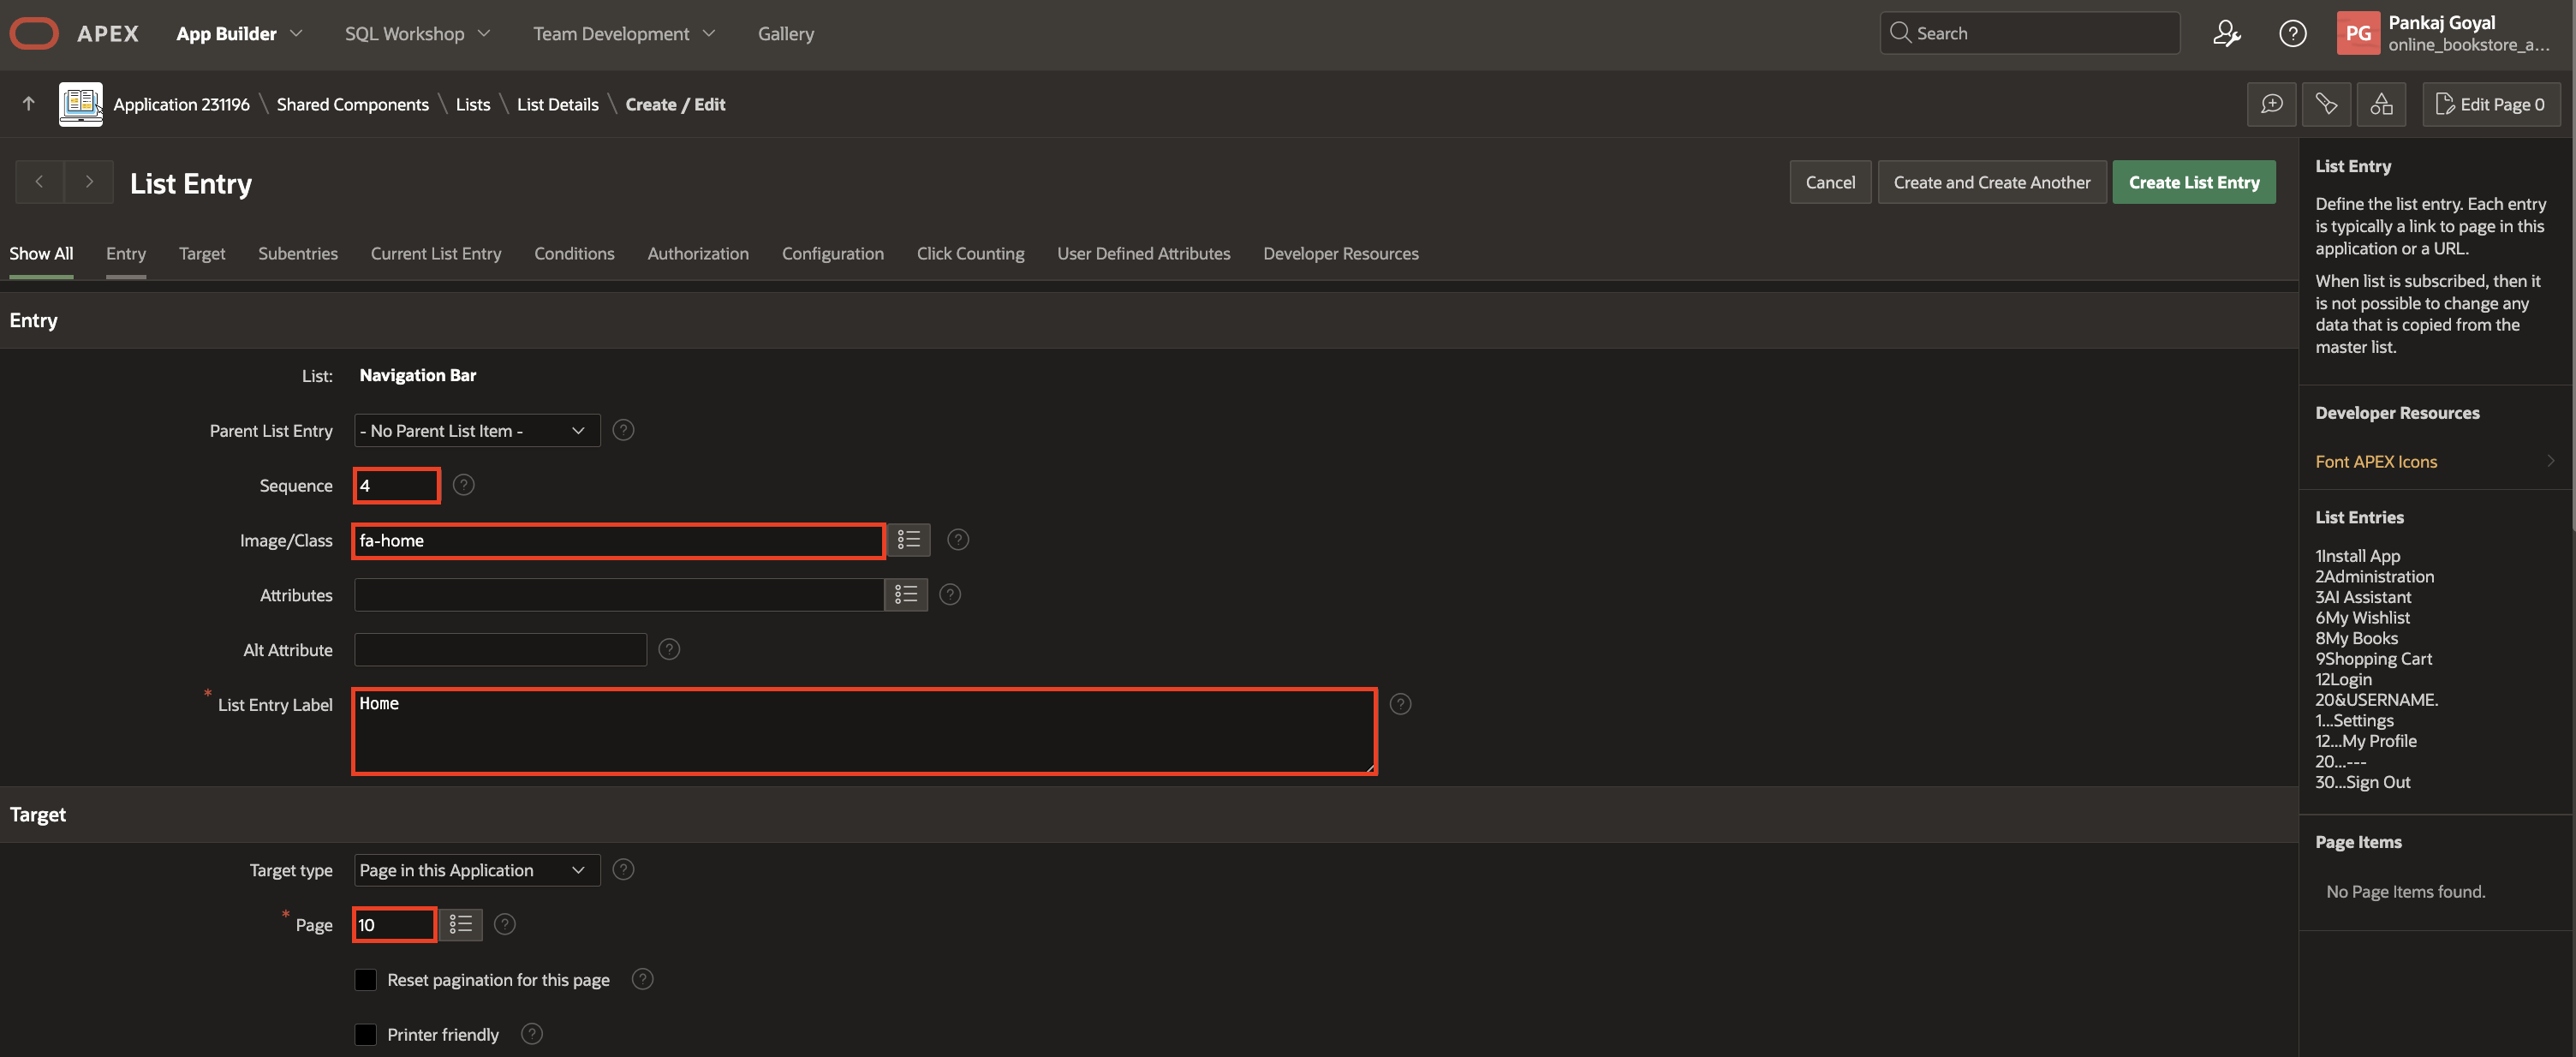 APEX App Builder SQL Workshop Team Development Gallery Search PG Pankaj Goyal
online_bookstore_a...
Application 231196 \ Shared Components \ Lists \ List Details \ Create / Edit Edit Page 0
List Entry Cancel Create and Create Another Create List Entry
Show All Entry Target Subentries Current List Entry Conditions Authorization Configuration Click Counting User Defined Attributes Developer Resources
Entry
List: Navigation Bar
Parent List Entry - No Parent List Item -
Sequence 4
Image/Class fa-home
Attributes
Alt Attribute
* List Entry Label Home
Target
Target type Page in this Application
* Page 10
Reset pagination for this page
Printer friendly
List Entry
Define the list entry. Each entry
is typically a link to page in this
application or a URL.
When list is subscribed, then it
is not possible to change any
data that is copied from the
master list.
Developer Resources
Font APEX Icons
List Entries
1Install App
2Administration
3AI Assistant
6My Wishlist
8My Books
9Shopping Cart
12Login
20&USERNAME.
1...Settings
12...My Profile
20...---
30...Sign Out
Page Items
No Page Items found.